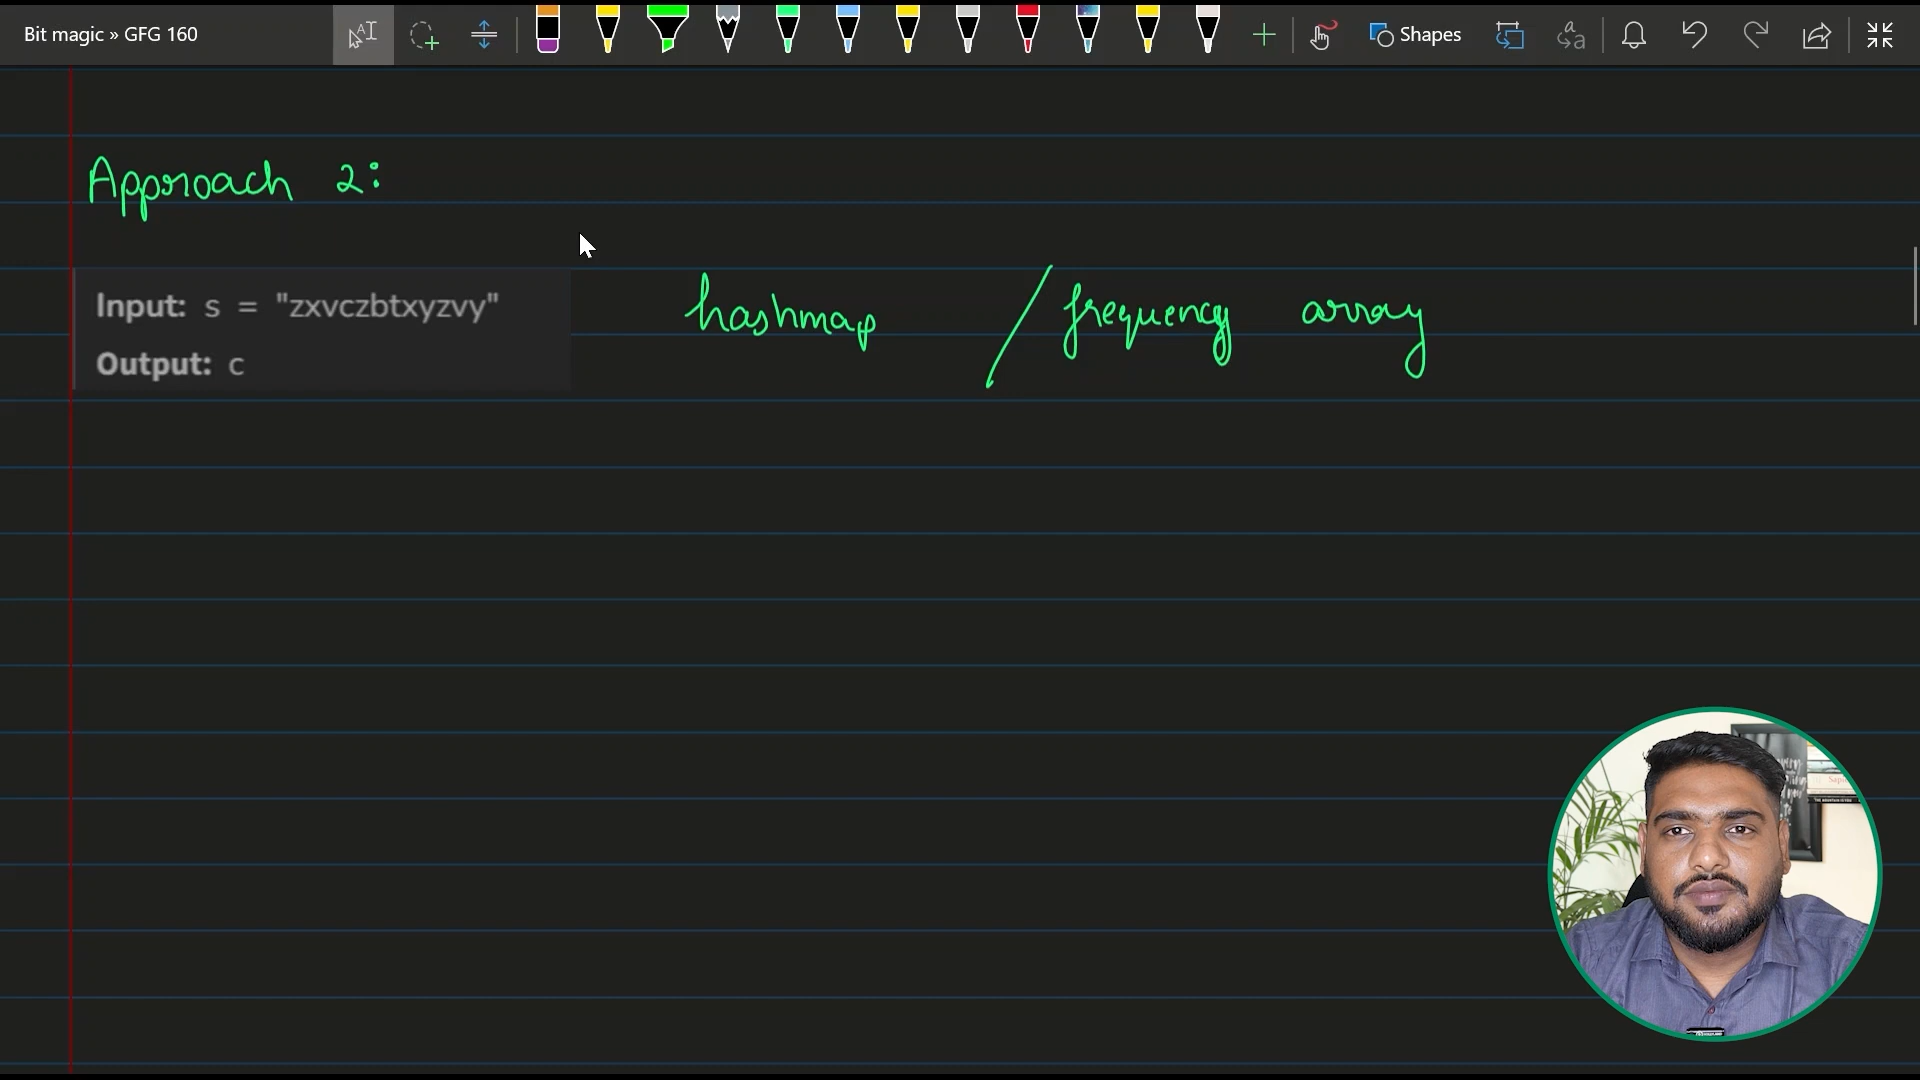 Bit magic » GFG 160
Shapes
Approach 2:
Input: s = "zxvczbtxyzvy"
Output: c
hashmap / frequency array